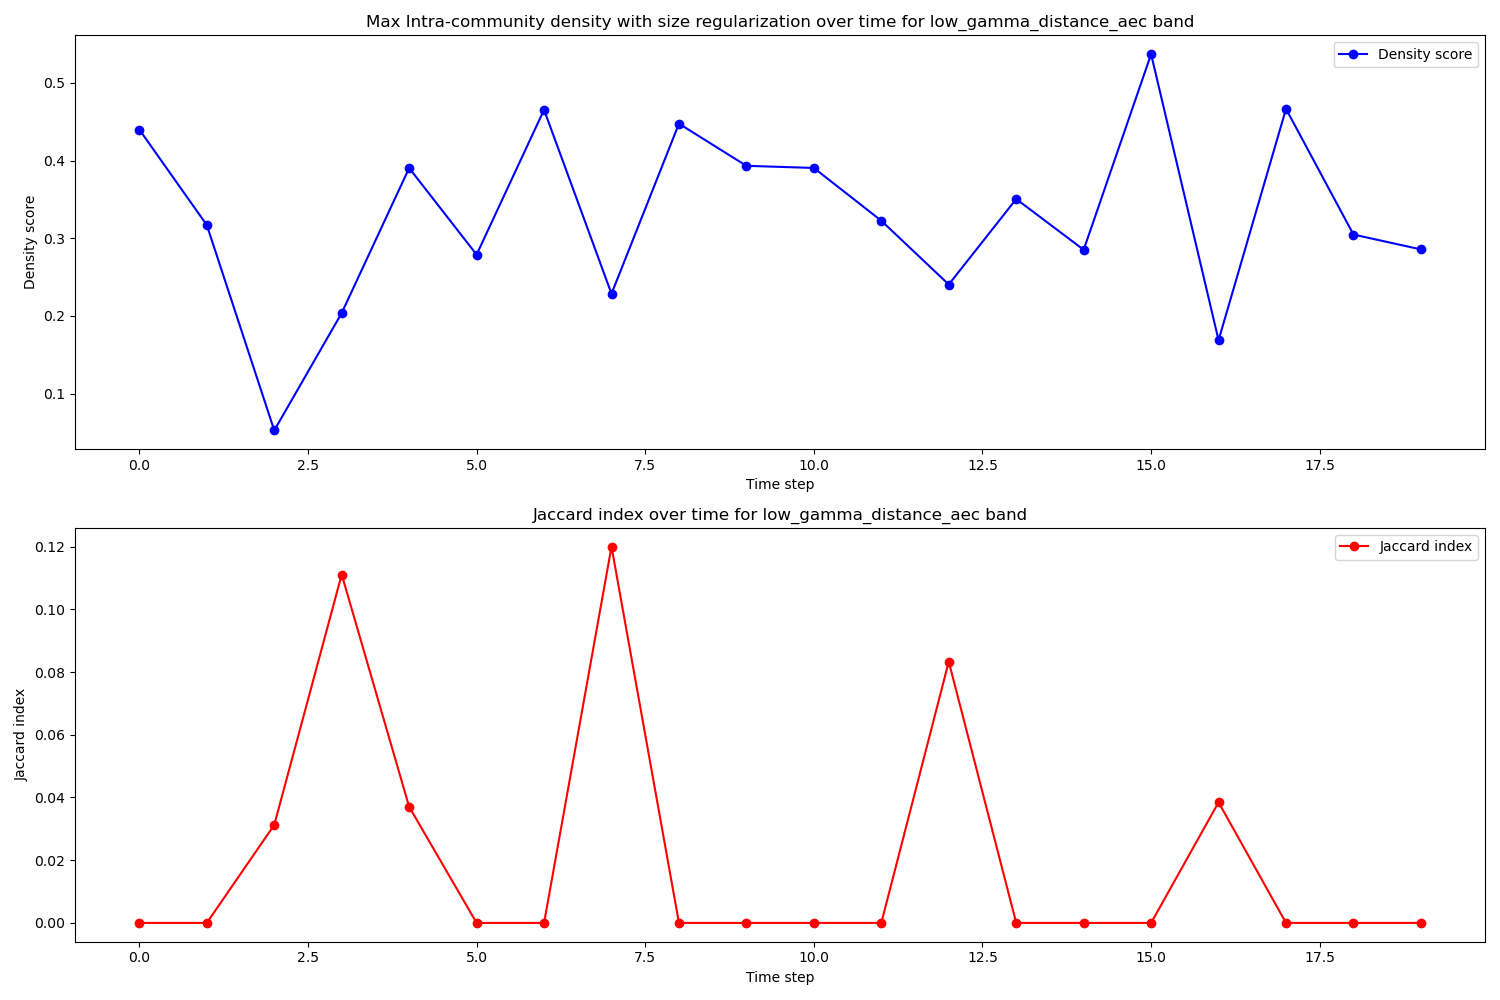 Max Intra-community density with size regularization over time for low_gamma_distance_aec band
Density score
0.5
0.4
0.3
0.2
0.1
Density score
0.0 2.5 5.0 7.5 10.0 12.5 15.0 17.5
Time step
Jaccard index over time for low_gamma_distance_aec band
Jaccard index
0.12
0.10
0.08
0.06
0.04
0.02
0.00
Jaccard index
0.0 2.5 5.0 7.5 10.0 12.5 15.0 17.5
Time step